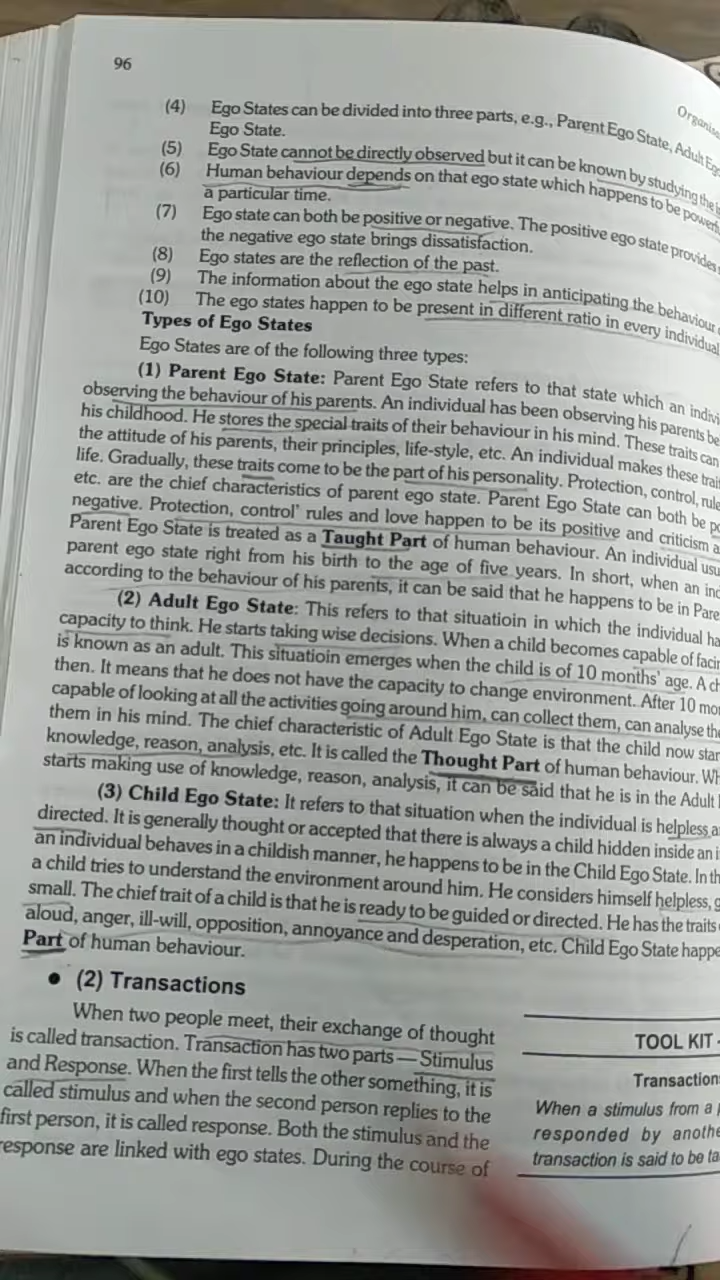 96
Organisa
(4) Ego States can be divided into three parts, e.g., Parent Ego State, Adult Ego
Ego State.
(5) Ego State cannot be directly observed but it can be known by studying the
(6) Human behaviour depends on that ego state which happens to be powerfu
a particular time.
(7) Ego state can both be positive or negative. The positive ego state provides
the negative ego state brings dissatisfaction.
(8) Ego states are the reflection of the past.
(9) The information about the ego state helps in anticipating the behaviour
(10) The ego states happen to be present in different ratio in every individual
Types of Ego States
Ego States are of the following three types:
(1) Parent Ego State: Parent Ego State refers to that state which an indivi
observing the behaviour of his parents. An individual has been observing his parents be
his childhood. He stores the special traits of their behaviour in his mind. These traits can
the attitude of his parents, their principles, life-style, etc. An individual makes these trait
life. Gradually, these traits come to be the part of his personality. Protection, control, rule
etc. are the chief characteristics of parent ego state. Parent Ego State can both be po
negative. Protection, control' rules and love happen to be its positive and criticism a
Parent Ego State is treated as a Taught Part of human behaviour. An individual usu
parent ego state right from his birth to the age of five years. In short, when an ind
according to the behaviour of his parents, it can be said that he happens to be in Pare
(2) Adult Ego State: This refers to that situatioin in which the individual ha
capacity to think. He starts taking wise decisions. When a child becomes capable of facin
is known as an adult. This situatioin emerges when the child is of 10 months' age. A ch
then. It means that he does not have the capacity to change environment. After 10 mon
capable of looking at all the activities going around him, can collect them, can analyse the
them in his mind. The chief characteristic of Adult Ego State is that the child now star
knowledge, reason, analysis, etc. It is called the Thought Part of human behaviour. Wh
starts making use of knowledge, reason, analysis, it can be said that he is in the Adult
(3) Child Ego State: It refers to that situation when the individual is helpless a
directed. It is generally thought or accepted that there is always a child hidden inside an i
an individual behaves in a childish manner, he happens to be in the Child Ego State. In th
a child tries to understand the environment around him. He considers himself helpless, g
small. The chief trait of a child is that he is ready to be guided or directed. He has the traits
aloud, anger, ill-will, opposition, annoyance and desperation, etc. Child Ego State happe
Part of human behaviour.
• (2) Transactions
When two people meet, their exchange of thought
is called transaction. Transaction has two parts — Stimulus
and Response. When the first tells the other something, it is
called stimulus and when the second person replies to the
first person, it is called response. Both the stimulus and the
response are linked with ego states. During the course of
TOOL KIT -
Transaction
When a stimulus from a p
responded by anothe
transaction is said to be ta